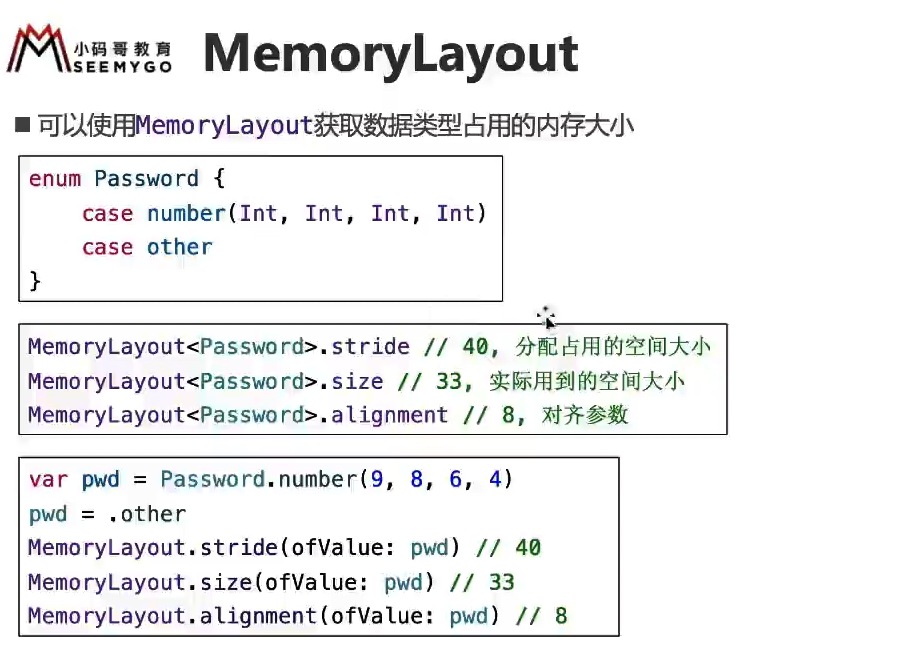 小码哥教育
SEEMYGO
MemoryLayout
■ 可以使用MemoryLayout获取数据类型占用的内存大小
enum Password {
    case number(Int, Int, Int, Int)
    case other
}
MemoryLayout<Password>.stride // 40, 分配占用的空间大小
MemoryLayout<Password>.size // 33, 实际用到的空间大小
MemoryLayout<Password>.alignment // 8, 对齐参数
var pwd = Password.number(9, 8, 6, 4)
pwd = .other
MemoryLayout.stride(ofValue: pwd) // 40
MemoryLayout.size(ofValue: pwd) // 33
MemoryLayout.alignment(ofValue: pwd) // 8